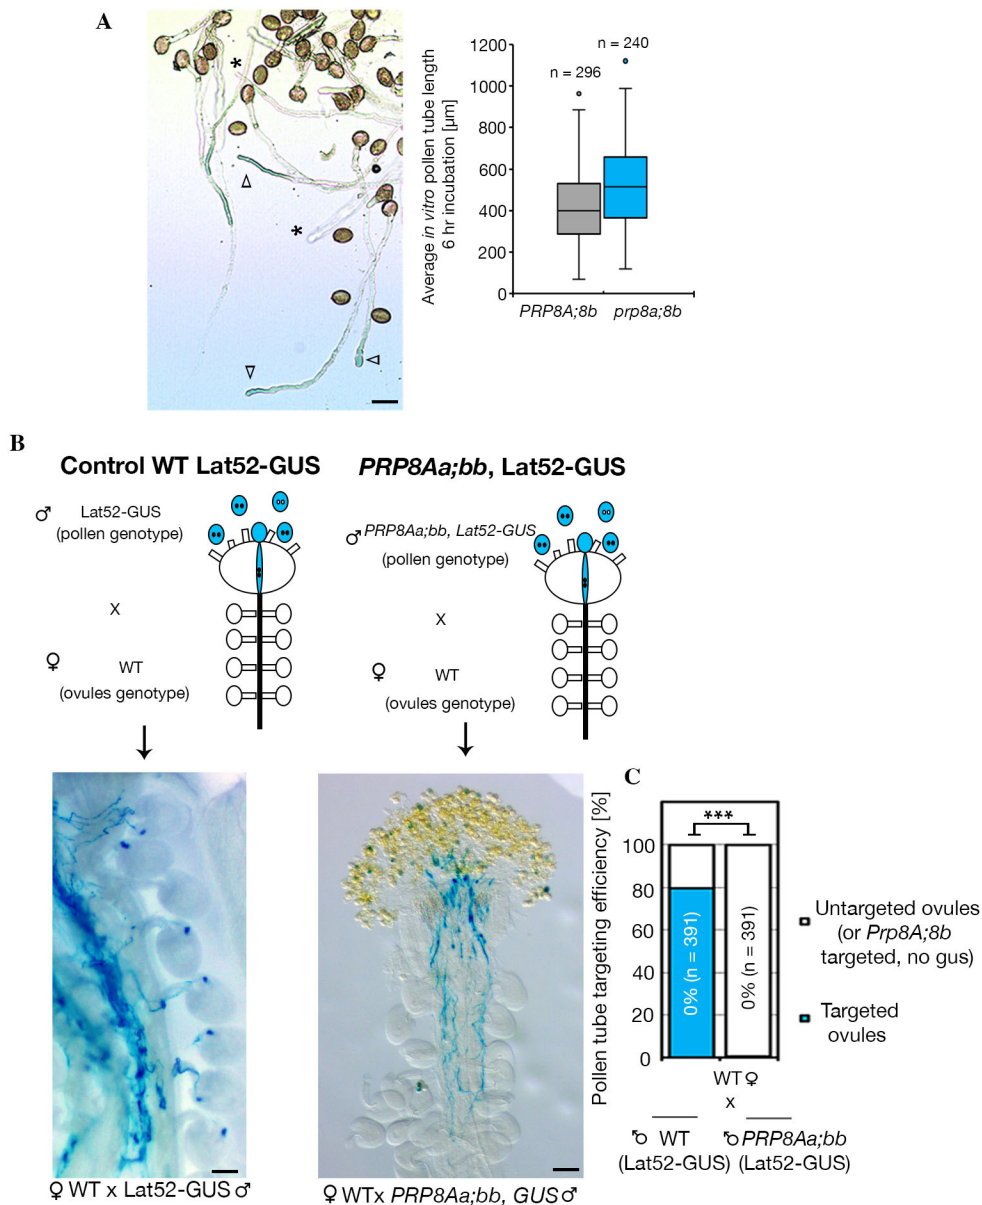 A
*
*
Average in vitro pollen tube length
6 hr incubation [µm]
1200
1000
800
600
400
200
0
n = 296
n = 240
PRP8A;8b
prp8a;8b
B
Control WT Lat52-GUS
♂ Lat52-GUS
(pollen genotype)
X
♀ WT
(ovules genotype)
PRP8Aa;bb, Lat52-GUS
♂ PRP8Aa;bb, Lat52-GUS
(pollen genotype)
X
♀ WT
(ovules genotype)
♀ WT x Lat52-GUS ♂
♀ WTx PRP8Aa;bb, GUS ♂
C
Pollen tube targeting efficiency [%]
100
80
60
40
20
0
***
0% (n = 391)
0% (n = 391)
Untargeted ovules
(or Prp8A;8b
targeted, no gus)
Targeted
ovules
WT ♀
x
♂ WT
(Lat52-GUS)
♂ PRP8Aa;bb
(Lat52-GUS)